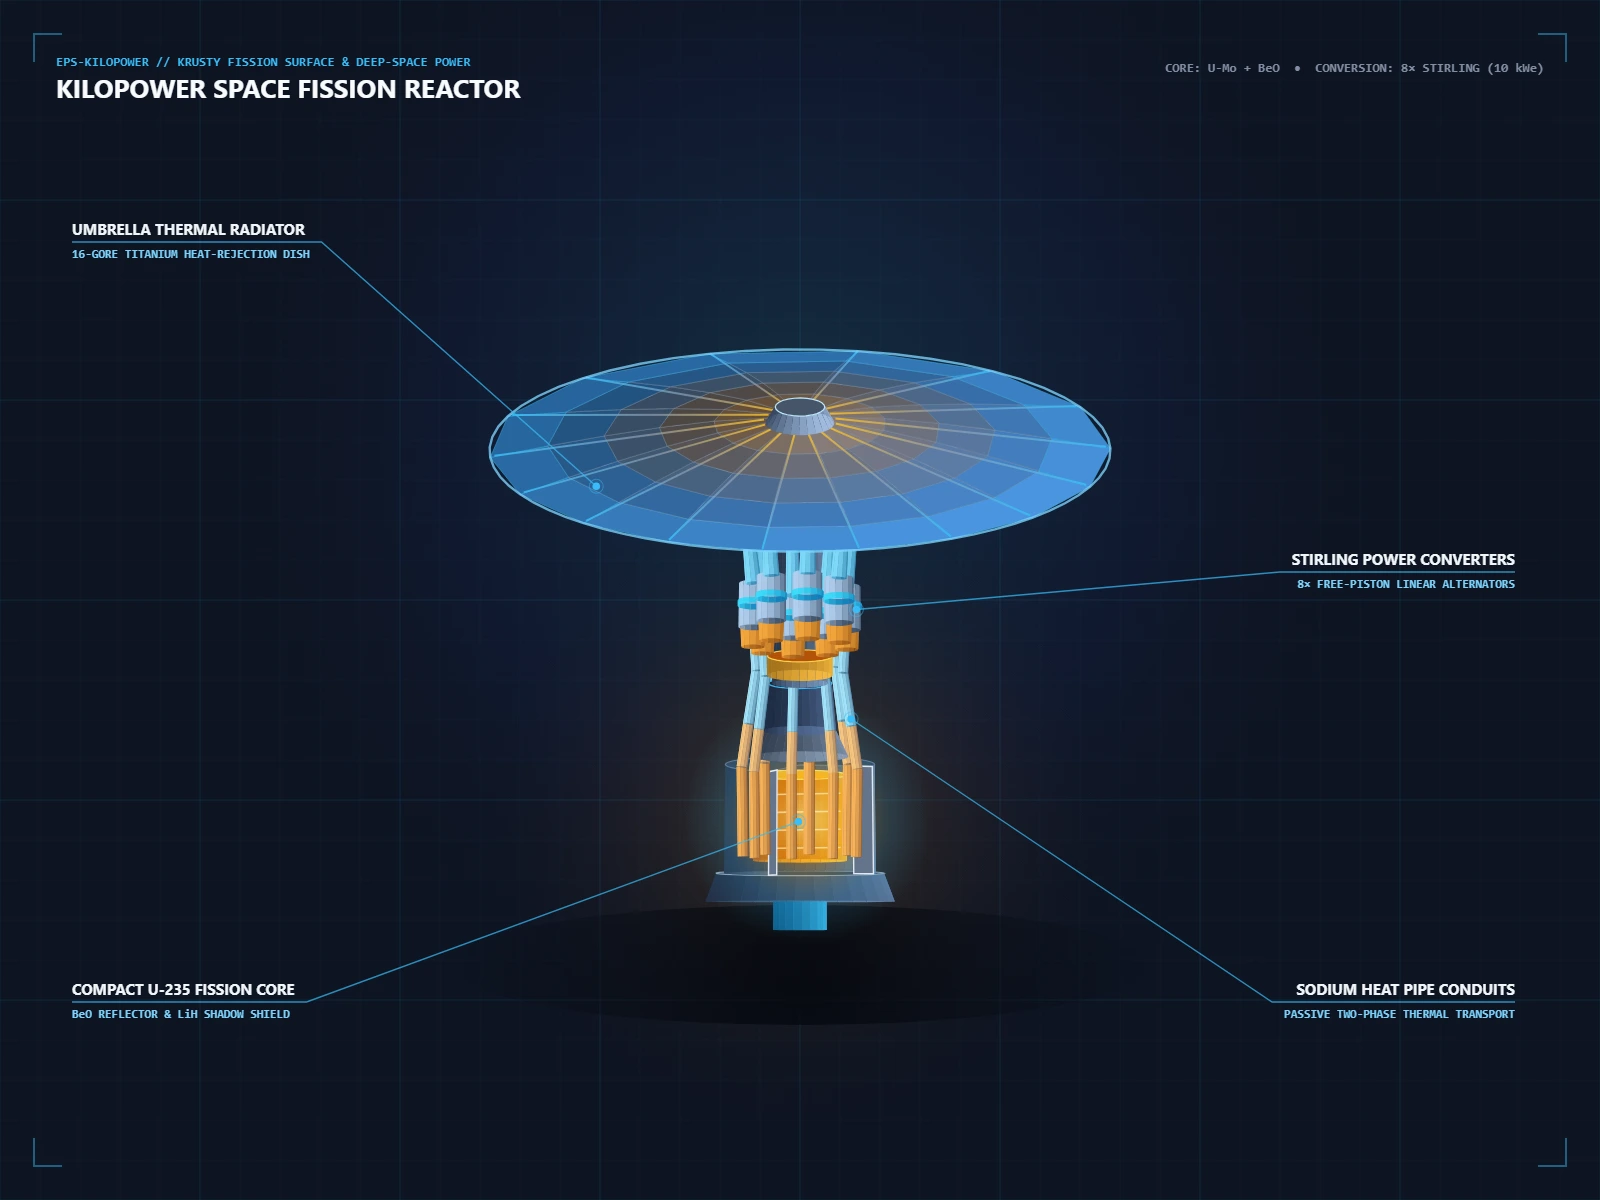 EPS-KILOPOWER // KRUSTY FISSION SURFACE & DEEP-SPACE POWER
KILOPOWER SPACE FISSION REACTOR
CORE: U-Mo + BeO • CONVERSION: 8× STIRLING (10 kWe)
UMBRELLA THERMAL RADIATOR
16-GORE TITANIUM HEAT-REJECTION DISH
STIRLING POWER CONVERTERS
8× FREE-PISTON LINEAR ALTERNATORS
COMPACT U-235 FISSION CORE
BeO REFLECTOR & LiH SHADOW SHIELD
SODIUM HEAT PIPE CONDUITS
PASSIVE TWO-PHASE THERMAL TRANSPORT